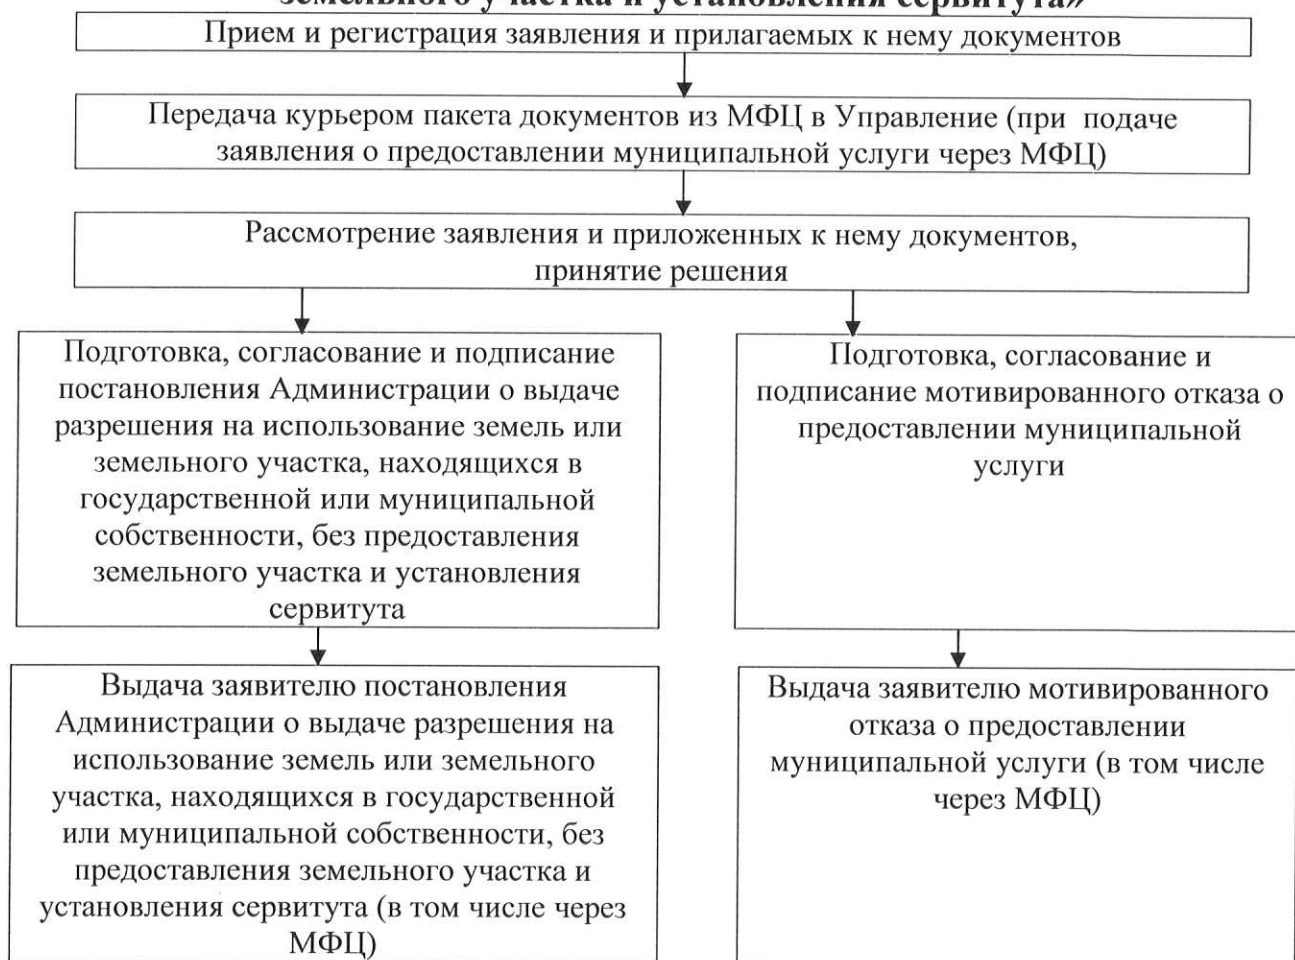 земельного участка и установления сервитута»
Прием и регистрация заявления и прилагаемых к нему документов
Передача курьером пакета документов из МФЦ в Управление (при подаче
заявления о предоставлении муниципальной услуги через МФЦ)
Рассмотрение заявления и приложенных к нему документов,
принятие решения
Подготовка, согласование и подписание
постановления Администрации о выдаче
разрешения на использование земель или
земельного участка, находящихся в
государственной или муниципальной
собственности, без предоставления
земельного участка и установления
сервитута
Подготовка, согласование и
подписание мотивированного отказа о
предоставлении муниципальной
услуги
Выдача заявителю постановления
Администрации о выдаче разрешения на
использование земель или земельного
участка, находящихся в государственной
или муниципальной собственности, без
предоставления земельного участка и
установления сервитута (в том числе через
МФЦ)
Выдача заявителю мотивированного
отказа о предоставлении
муниципальной услуги (в том числе
через МФЦ)